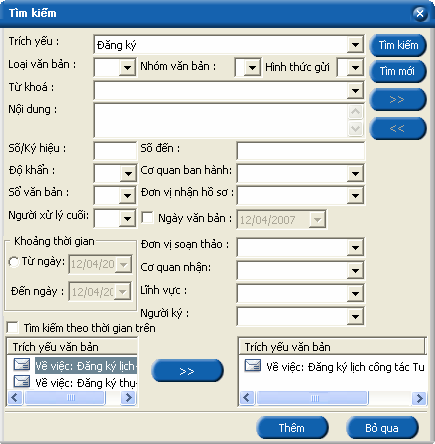 Tìm kiếm
Trích yếu : Đăng ký Tìm kiếm
Loại văn bản : Nhóm văn bản : Hình thức gửi Tìm mới
Từ khoá : >>
Nội dung : <<
Số/Ký hiệu : Số đến :
Độ khẩn : Cơ quan ban hành:
Sổ văn bản : Đơn vị nhận hồ sơ :
Người xử lý cuối: Ngày văn bản : 12/04/2007
Khoảng thời gian Đơn vị soạn thảo :
Từ ngày: 12/04/20 Cơ quan nhận:
Đến ngày : 12/04/20 Lĩnh vực :
Người ký :
Tìm kiếm theo thời gian trên
Trích yếu văn bản Trích yếu văn bản
Về việc: Đăng ký lịch >> Về việc: Đăng ký lịch công tác Tu
Về việc: Đăng ký thụ
Thêm Bỏ qua